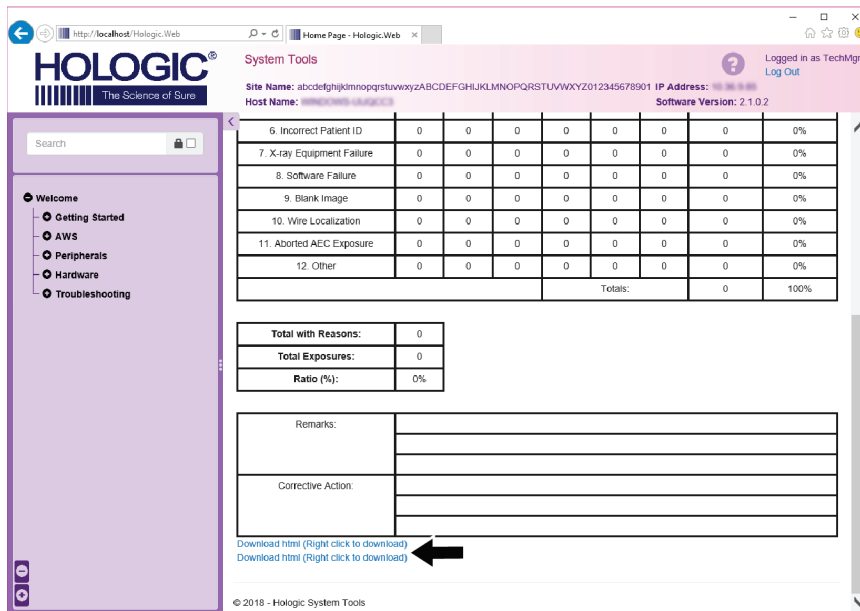 http://localhost/Hologic.Web
Home Page - Hologic.Web
HOLOGIC®
The Science of Sure
System Tools
Logged in as TechMgr
Log Out
Site Name: abcdefghijklmnopqrstuvwxyzABCDEFGHIJKLMNOPQRSTUVWXYZ012345678901 IP Address:
Host Name: Software Version: 2.1.0.2
Search
Welcome
Getting Started
AWS
Peripherals
Hardware
Troubleshooting
6. Incorrect Patient ID 0 0 0 0 0 0 0 0%
7. X-ray Equipment Failure 0 0 0 0 0 0 0 0%
8. Software Failure 0 0 0 0 0 0 0 0%
9. Blank Image 0 0 0 0 0 0 0 0%
10. Wire Localization 0 0 0 0 0 0 0 0%
11. Aborted AEC Exposure 0 0 0 0 0 0 0 0%
12. Other 0 0 0 0 0 0 0 0%
Totals: 0 100%
Total with Reasons: 0
Total Exposures: 0
Ratio (%): 0%
Remarks:
Corrective Action:
Download html (Right click to download)
Download html (Right click to download)
© 2018 - Hologic System Tools